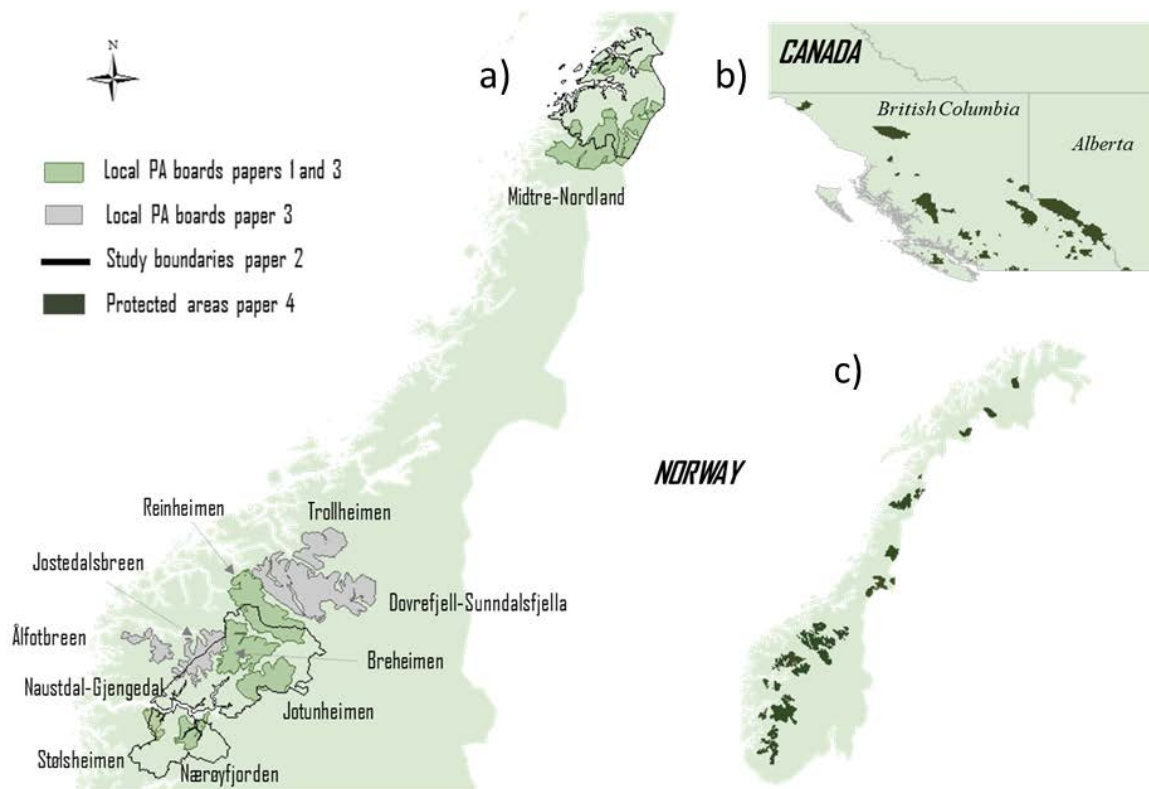 N
a)
b)
CANADA
British Columbia
Alberta
Local PA boards papers 1 and 3
Local PA boards paper 3
Study boundaries paper 2
Protected areas paper 4
Midtre-Nordland
c)
NORWAY
Reinheimen
Trollheimen
Jostedalsbreen
Dovrefjell-Sunndalsfjella
Ålfotbreen
Breheimen
Naustdal-Gjengedak
Jotunheimen
Stølsheimen
Nærøyfjorden